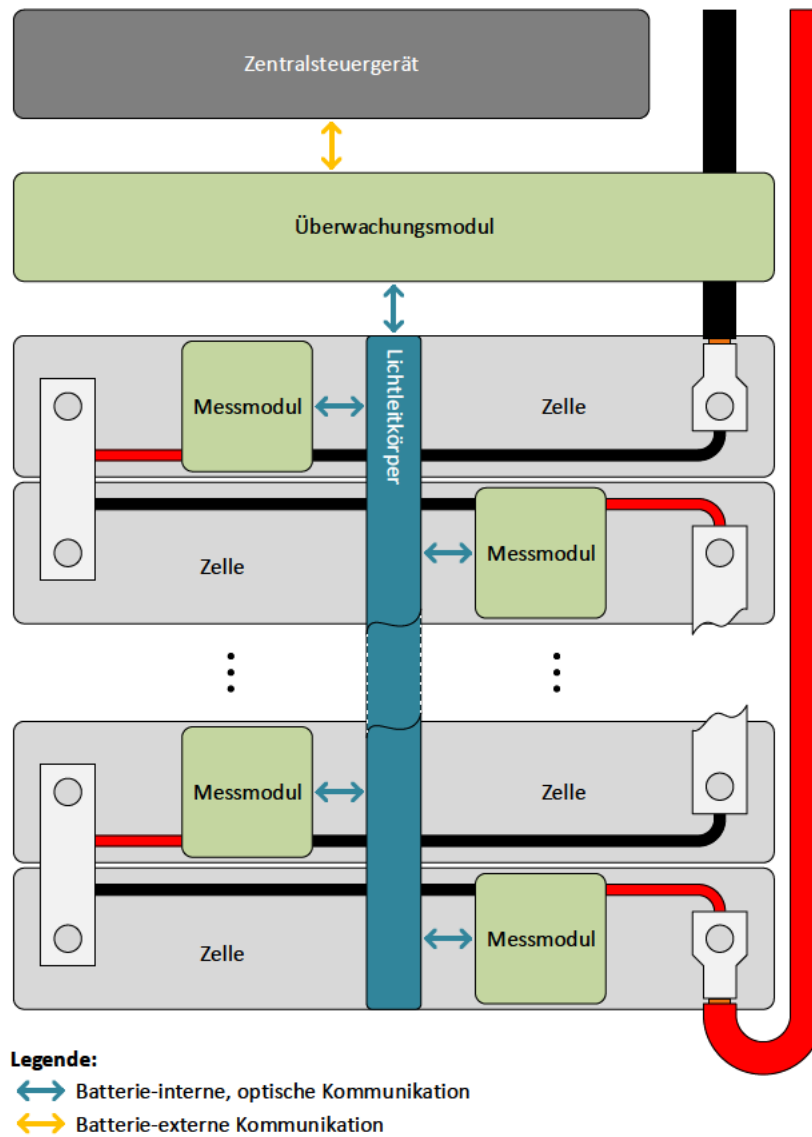 Zentralsteuergerät
Überwachungsmodul
Lichtleitkörper
Messmodul
Zelle
Zelle
Messmodul
Messmodul
Zelle
Zelle
Messmodul
Legende:
Batterie-interne, optische Kommunikation
Batterie-externe Kommunikation